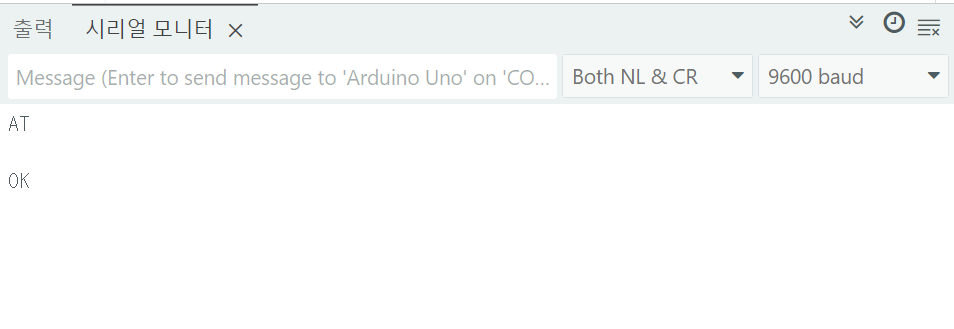 출력 시리얼 모니터
Message (Enter to send message to 'Arduino Uno' on 'CO... Both NL & CR 9600 baud
AT
OK